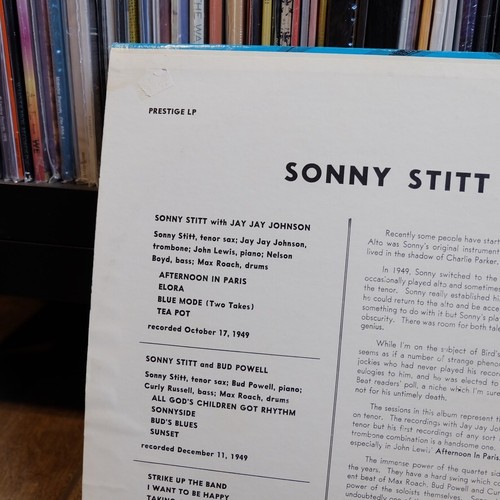 PRESTIGE LP
SONNY STITT
SONNY STITT with JAY JAY JOHNSON
Sonny Stitt, tenor sax; Jay Jay Johnson,
trombone; John Lewis, piano; Nelson
Boyd, bass; Max Roach, drums
AFTERNOON IN PARIS
ELORA
BLUE MODE (Two Takes)
TEA POT
recorded October 17, 1949
SONNY STITT and BUD POWELL
Sonny Stitt, tenor sax; Bud Powell, piano;
Curly Russell, bass; Max Roach, drums
ALL GOD'S CHILDREN GOT RHYTHM
SONNYSIDE
BUD'S BLUES
SUNSET
recorded December 11, 1949
STRIKE UP THE BAND
I WANT TO BE HAPPY
TAKING
Recently some people have start
Alto was Sonny's original instrument
lived in the shadow of Charlie Parker.
In 1949, Sonny switched to the
occasionally played alto and sometimes
the tenor. Sonny really established hi
he could return to the alto and be acce
something to do with it but Sonny's play
obscurity. There was room for both tale
genius.
While I'm on the subject of Bird's
seems as if a number of strange phenom
jockies who had never played his recor
eulogies to him, and he was elected to
Beat readers' poll, a niche which I'm sure
not for his untimely death.
The sessions in this album represent th
on tenor. The recordings with Jay Jay Jo
tenor but his first recordings of any sort
trombone combination is a handsome one.
especially in John Lewis' Afternoon In Paris.
The immense power of the quartet sid
the years. They have a hard swing which
ent beat of Max Roach. Bud Powell and Cur
power of the soloists themselves. Sonny
undoubtedly one of